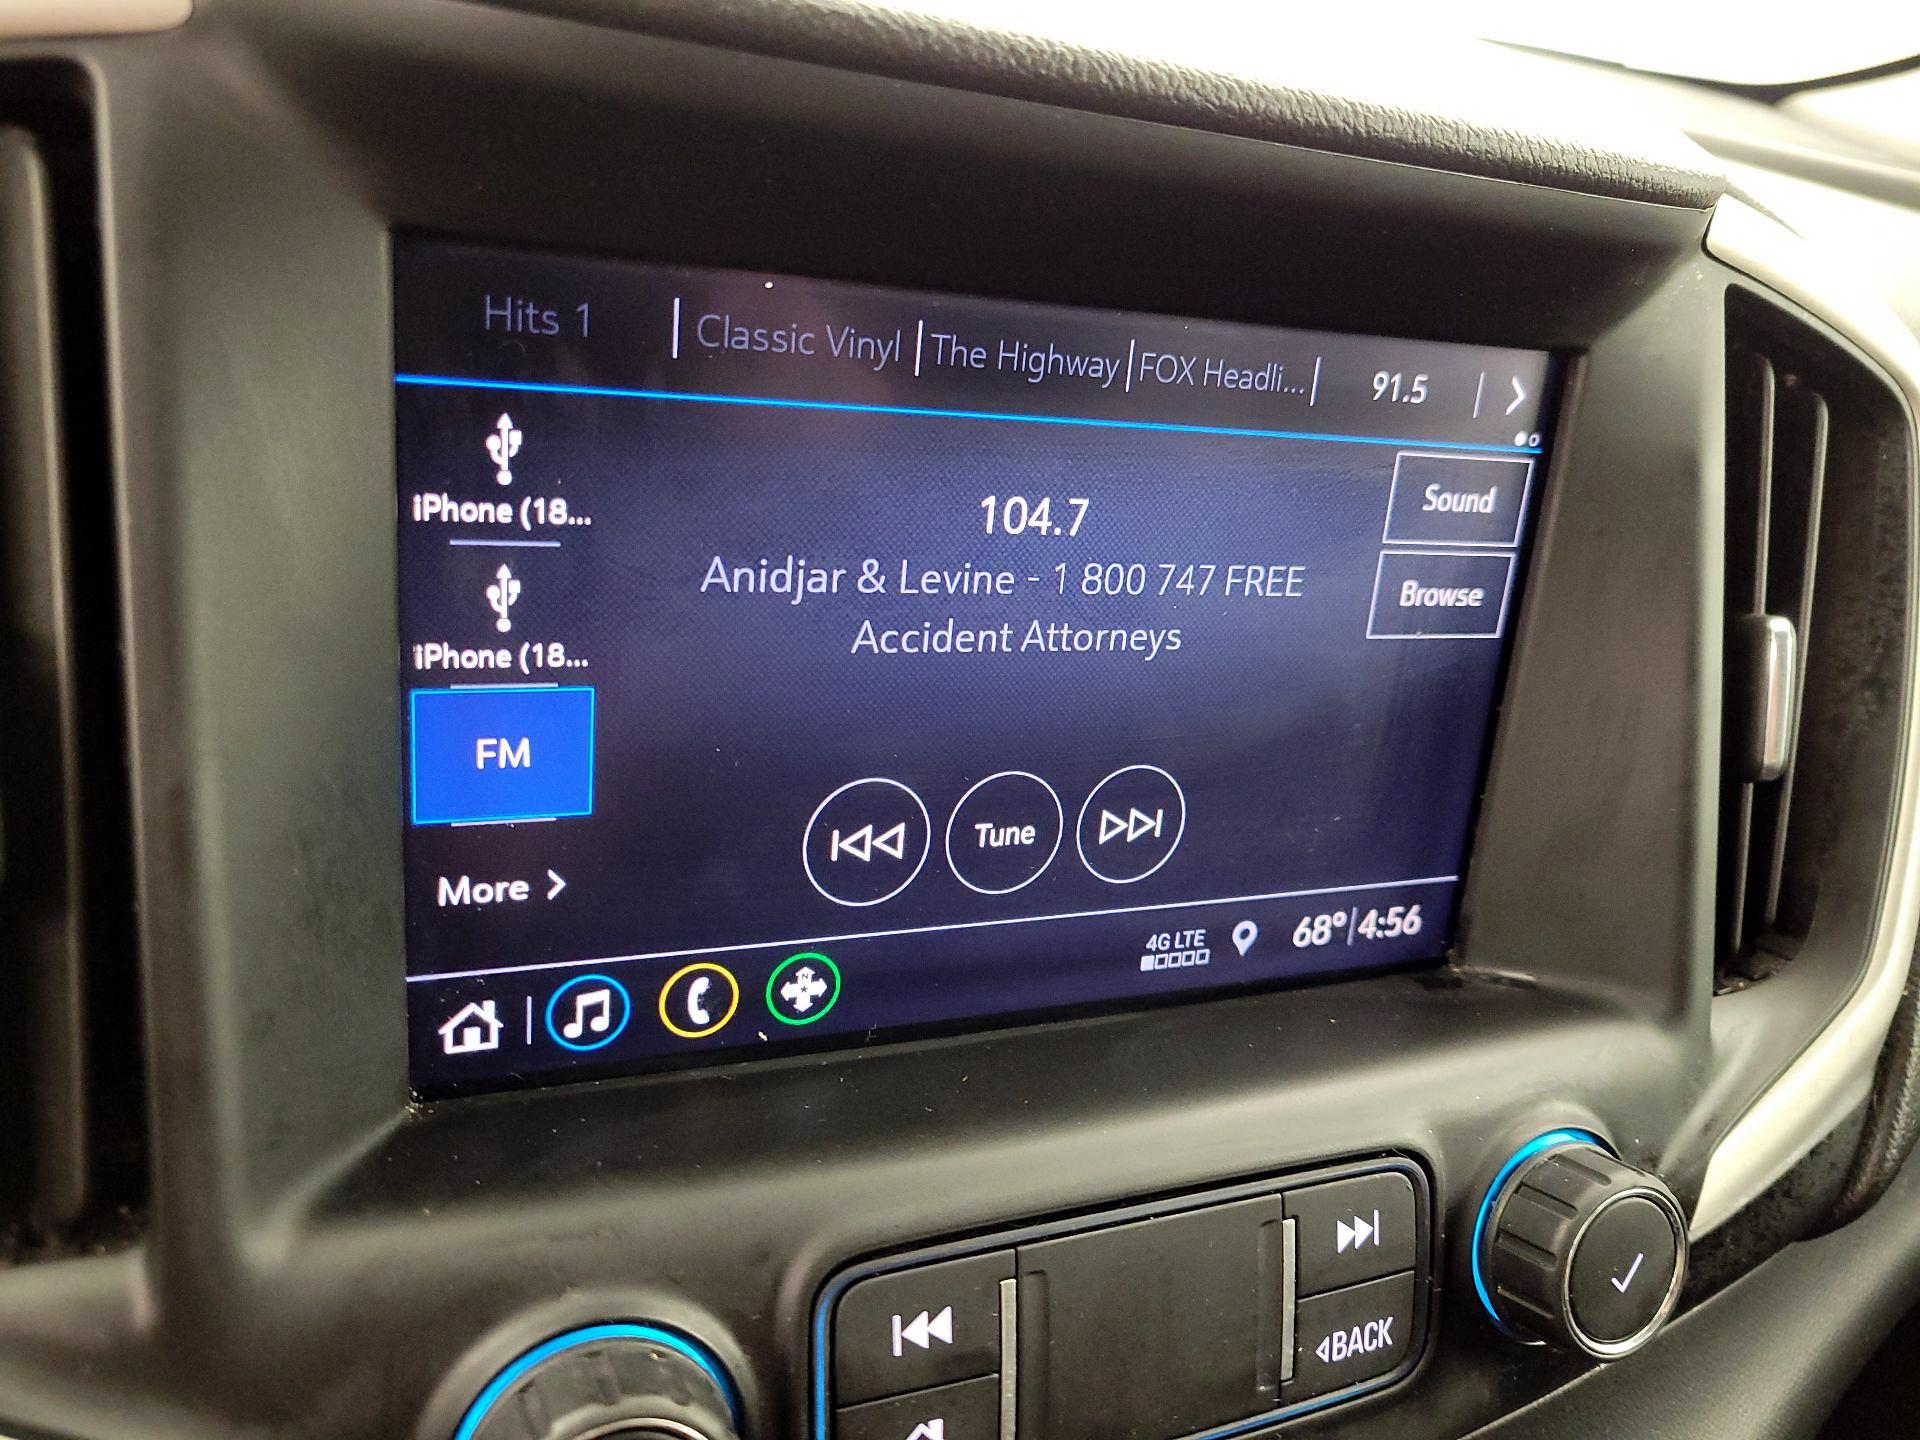 Hits 1 | Classic Vinyl | The Highway | FOX Headli... | 91.5 |
iPhone (18...
iPhone (18...
FM
More
104.7
Anidjar & Levine - 1 800 747 FREE
Accident Attorneys
Sound
Browse
Tune
4G LTE
68° | 4:56
N
BACK